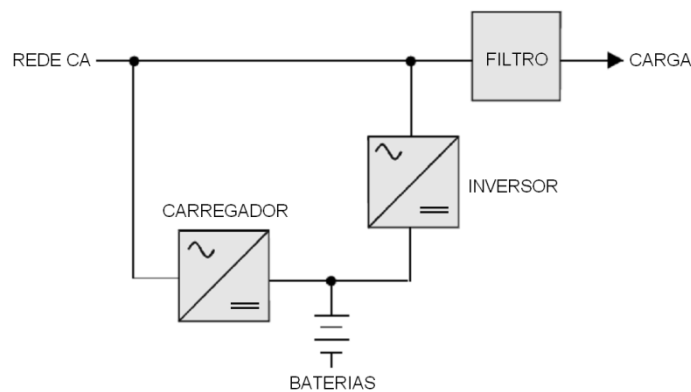 REDE CA
FILTRO
CARGA
INVERSOR
CARREGADOR
BATERIAS